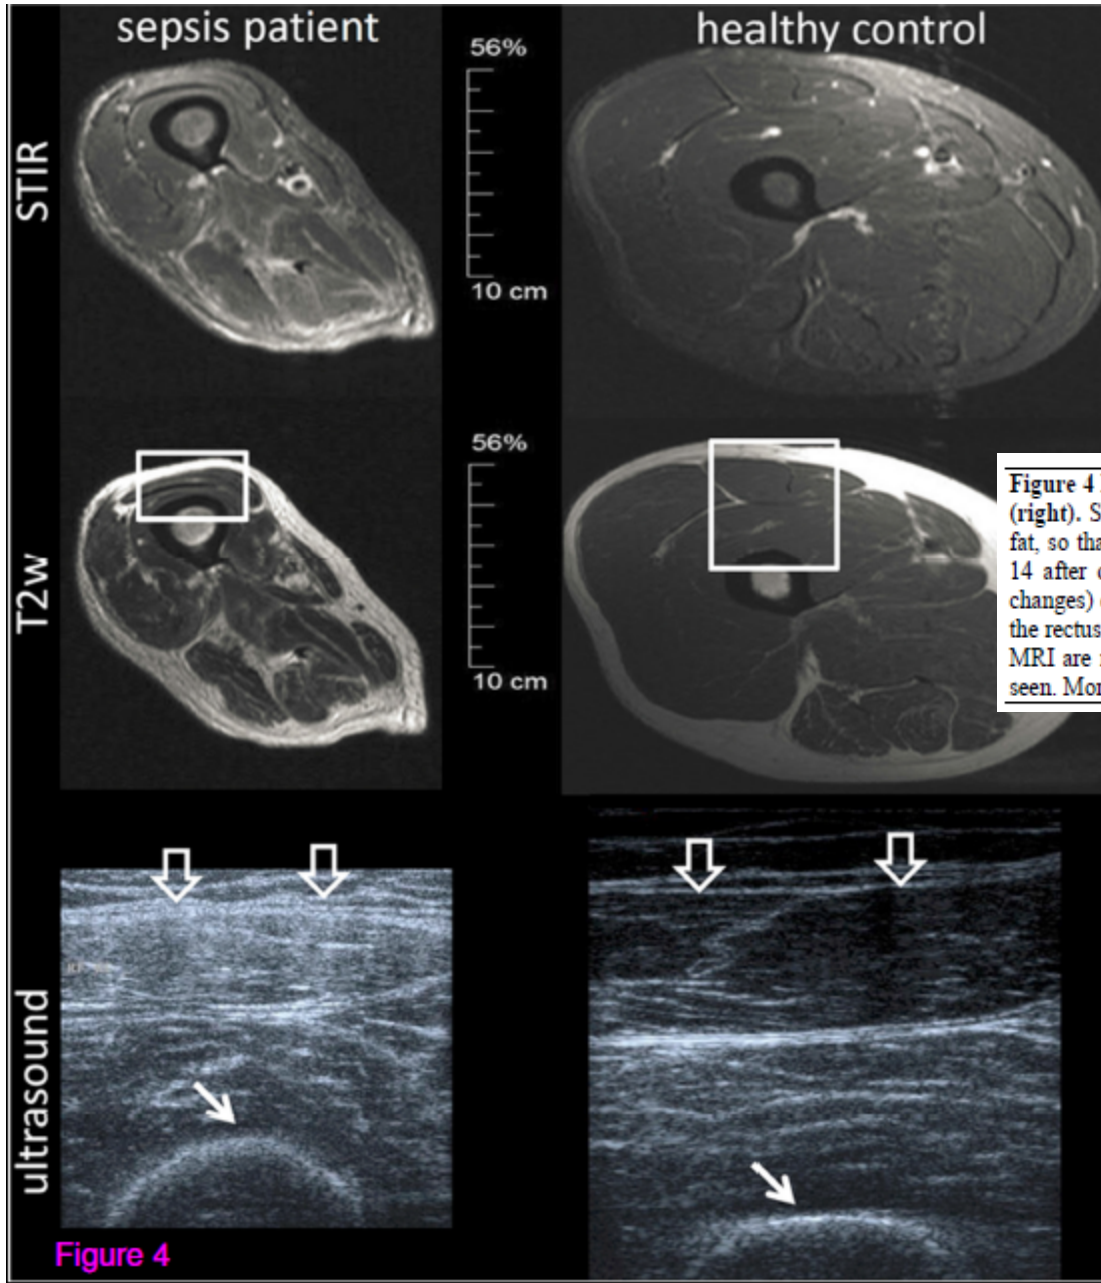 sepsis patient
healthy control
STIR
56%
10 cm
T2w
56%
10 cm
Figure 4
(right). S
fat, so tha
14 after
changes)
the rectus
MRI are
seen. Mor
ultrasound
Figure 4